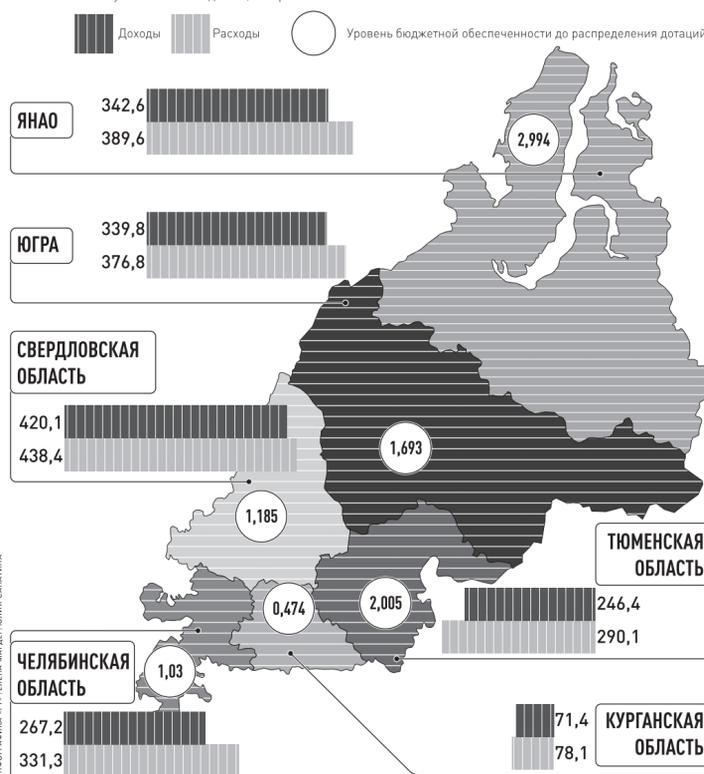 Доходы
Расходы
Уровень бюджетной обеспеченности до распределения дотаций
ЯНАО
342,6
389,6
2,994
ЮГРА
339,8
376,8
СВЕРДЛОВСКАЯ
ОБЛАСТЬ
420,1
438,4
1,693
1,185
ТЮМЕНСКАЯ
ОБЛАСТЬ
246,4
290,1
0,474
2,005
ЧЕЛЯБИНСКАЯ
ОБЛАСТЬ
1,03
267,2
331,3
71,4
78,1
КУРГАНСКАЯ
ОБЛАСТЬ